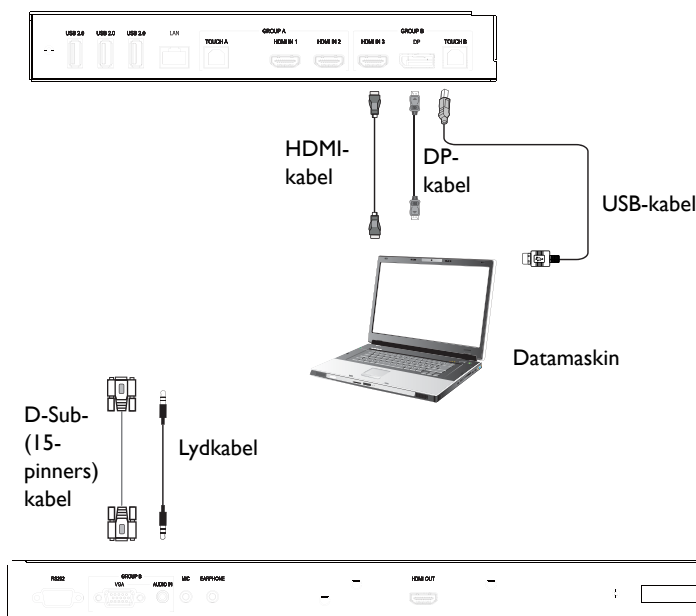 GROUP A GROUP B
USB 2.0 USB 2.0 USB 2.0 LAN TOUCH A HDMI IN 1 HDMI IN 2 HDMI IN 3 DP TOUCH B
HDMI-
kabel
DP-
kabel
USB-kabel
Datamaskin
D-Sub-
(15-
pinners)
kabel
Lydkabel
RS232 GROUP B MIC EARPHONE HDMI OUT
VGA AUDIO IN